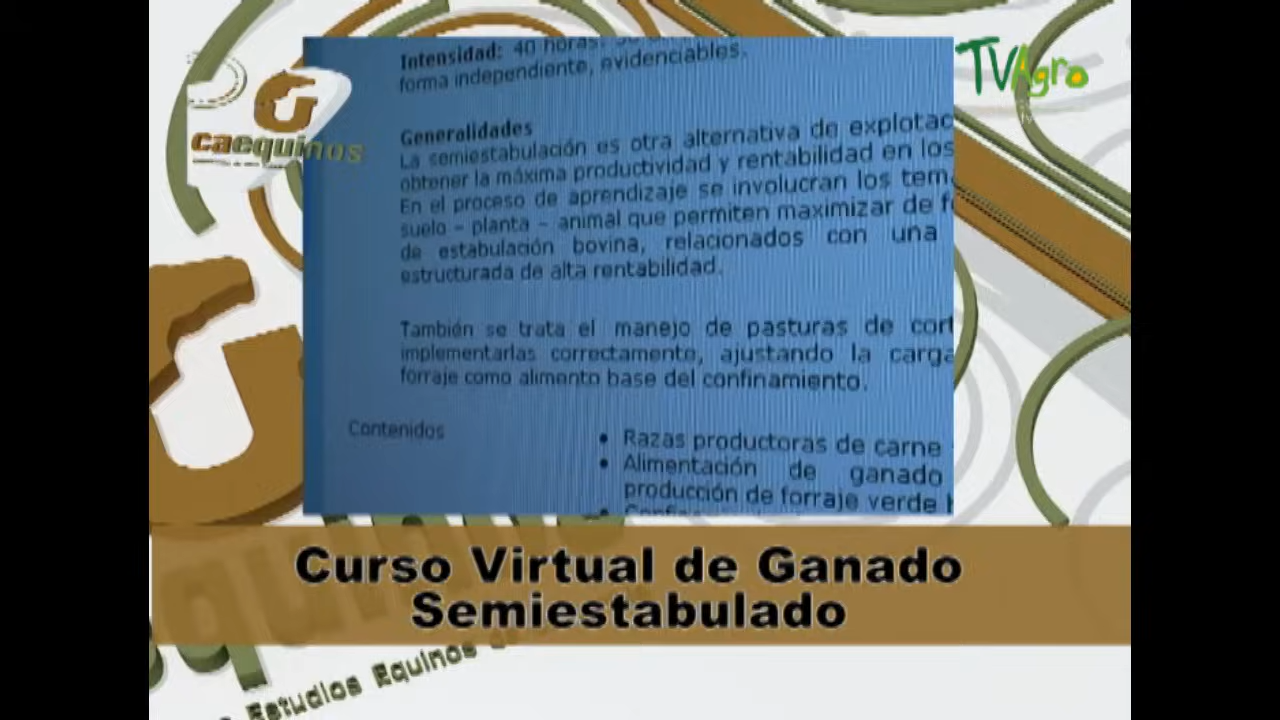 TVAgro
caequinos
Intensidad: 40 horas.
forma independiente, evidenciables.
Generalidades
La semiestabulación es otra alternativa de explotac
obtener la máxima productividad y rentabilidad en los
En el proceso de aprendizaje se involucran los tem
suelo – planta – animal que permiten maximizar de f
de estabulación bovina, relacionados con una
estructurada de alta rentabilidad.
También se trata el manejo de pasturas de cort
implementarlas correctamente, ajustando la carga
forraje como alimento base del confinamiento.
Contenidos
• Razas productoras de carne
• Alimentación de ganado
producción de forraje verde
Curso Virtual de Ganado
Semiestabulado
Estudios Equinos